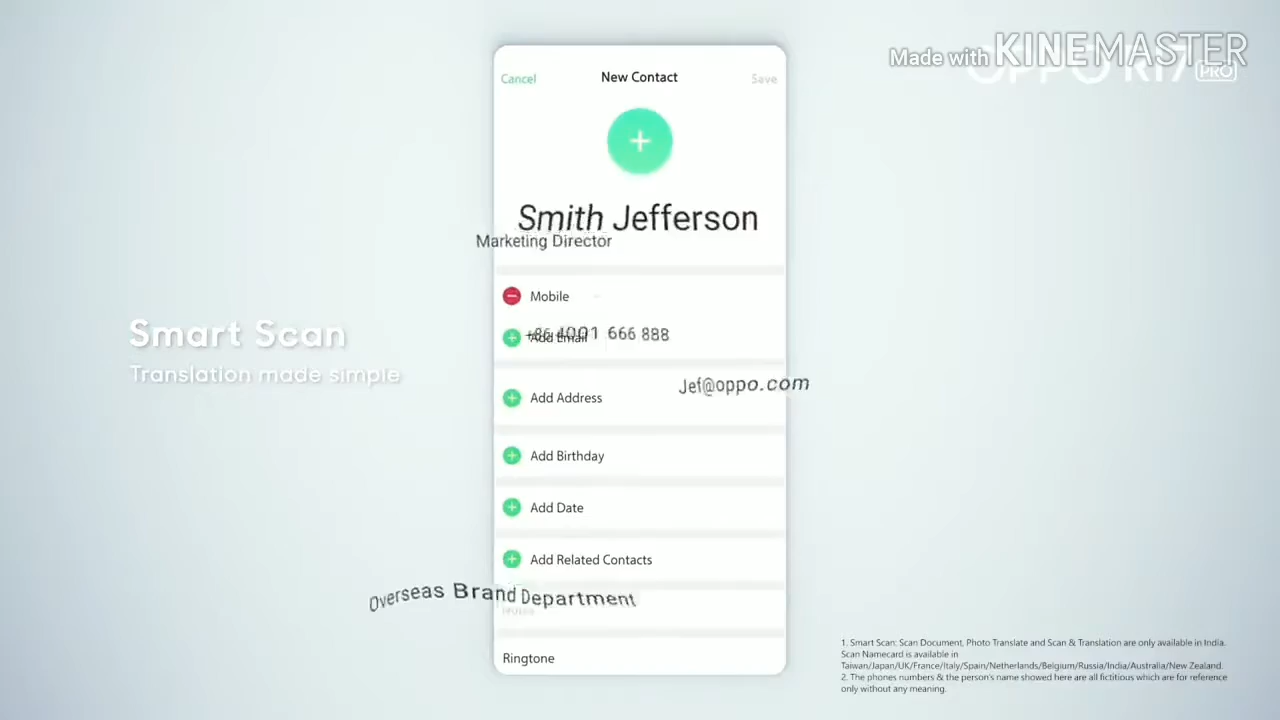 Made with KINEMASTER
OPPO R17 PRO
Cancel
New Contact
Save
Smith Jefferson
Marketing Director
Mobile
+86 4001 666 888
Add Email
Smart Scan
Translation made simple
Jef@oppo.com
Add Address
Add Birthday
Add Date
Add Related Contacts
Overseas Brand Department
Ringtone
1. Smart Scan: Scan Document, Photo Translate and Scan & Translation are only available in India.
Scan Namecard is available in
Taiwan/Japan/UK/France/Italy/Spain/Netherlands/Belgium/Russia/India/Australia/New Zealand.
2. The phones numbers & the person's name showed here are all fictitious which are for reference
only without any meaning.